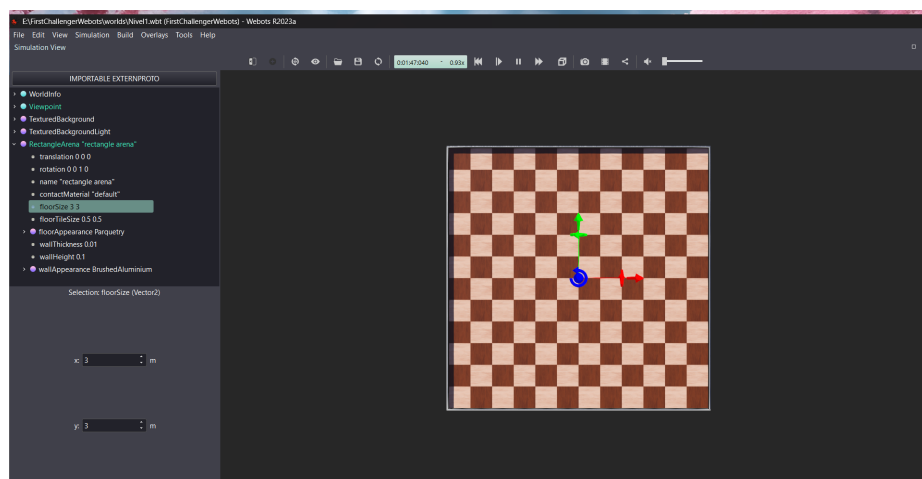 E:\FirstChallengerWebots\worlds\Nivel1.wbt (FirstChallengerWebots) - Webots R2023a
File Edit View Simulation Build Overlays Tools Help
Simulation View
0:01:47:040 - 0.93x
IMPORTABLE EXTERNPROTO
WorldInfo
Viewpoint
TexturedBackground
TexturedBackgroundLight
RectangleArena "rectangle arena"
translation 0 0 0
rotation 0 0 1 0
name "rectangle arena"
contactMaterial "default"
floorSize 3 3
floorTileSize 0.5 0.5
floorAppearance Parquetry
wallThickness 0.01
wallHeight 0.1
wallAppearance BrushedAluminium
Selection: floorSize (Vector2)
x: 3 m
y: 3 m